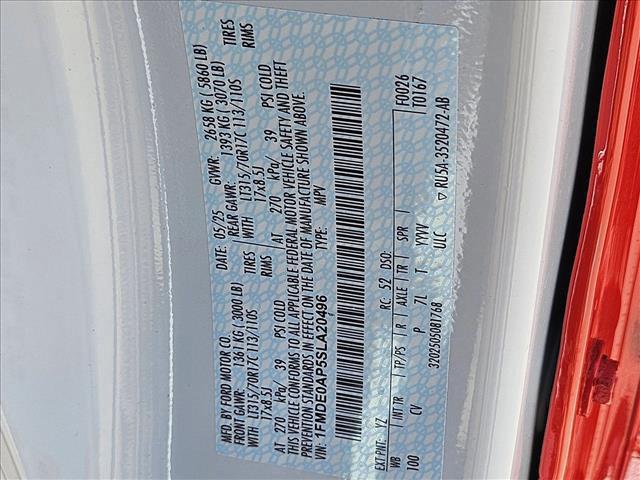 MFD. BY FORD MOTOR CO. 05/25 GVWR: 2658 KG ( 5860 LB)
FRONT GAWR: 1361 KG ( 3000 LB) REAR GAWR: 1393 KG ( 3070 LB)
WITH LT315/70R17C 113/110S TIRES WITH LT315/70R17C 113/110S TIRES
17x8.5J RIMS 17x8.5J RIMS
AT 270 kPa/ 39 PSI COLD AT 270 kPa/ 39 PSI COLD
THIS VEHICLE CONFORMS TO ALL APPLICABLE FEDERAL MOTOR VEHICLE SAFETY AND THEFT
PREVENTION STANDARDS IN EFFECT ON THE DATE OF MANUFACTURE SHOWN ABOVE.
VIN: 1FMDE0AP5SLA20496 TYPE: MPV
EXT PNT: YZ RC: 52 DSO: F0026
WB INT TR TP/PS R AXLE TR SPR T0167
100 CV P 7L T YYVV
3202505081768 ULC ▽ RU5A-3520472-AB